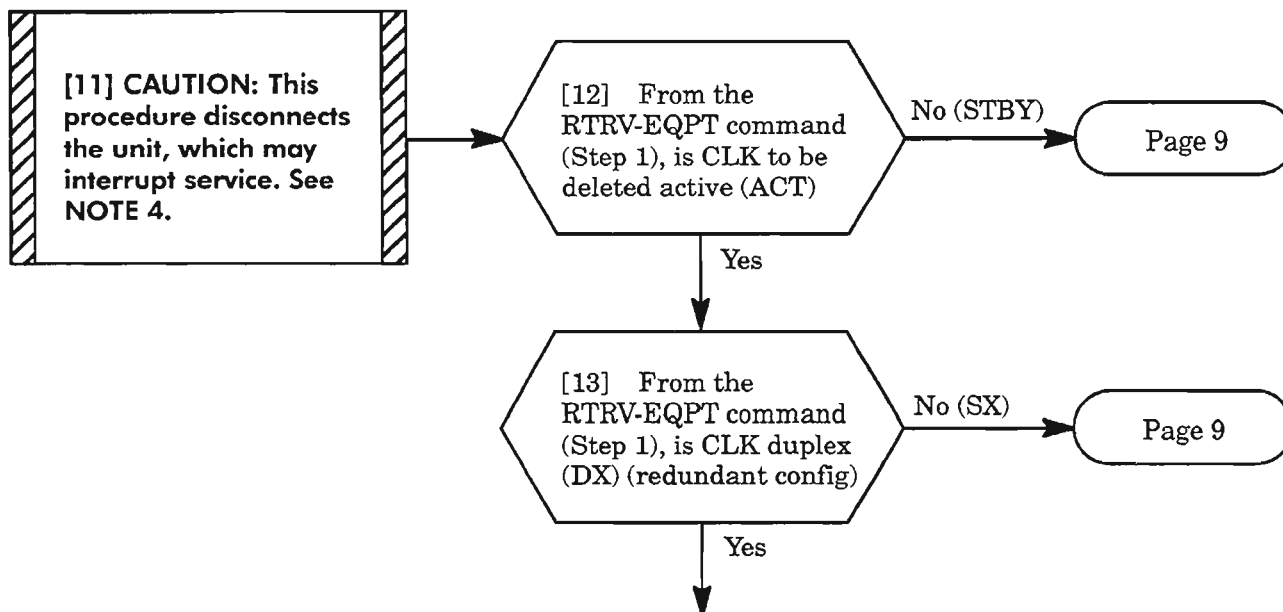 [11] CAUTION: This
procedure disconnects
the unit, which may
interrupt service. See
NOTE 4.
[12] From the
RTRV-EQPT command
(Step 1), is CLK to be
deleted active (ACT)
No (STBY)
Page 9
Yes
[13] From the
RTRV-EQPT command
(Step 1), is CLK duplex
(DX) (redundant config)
No (SX)
Page 9
Yes